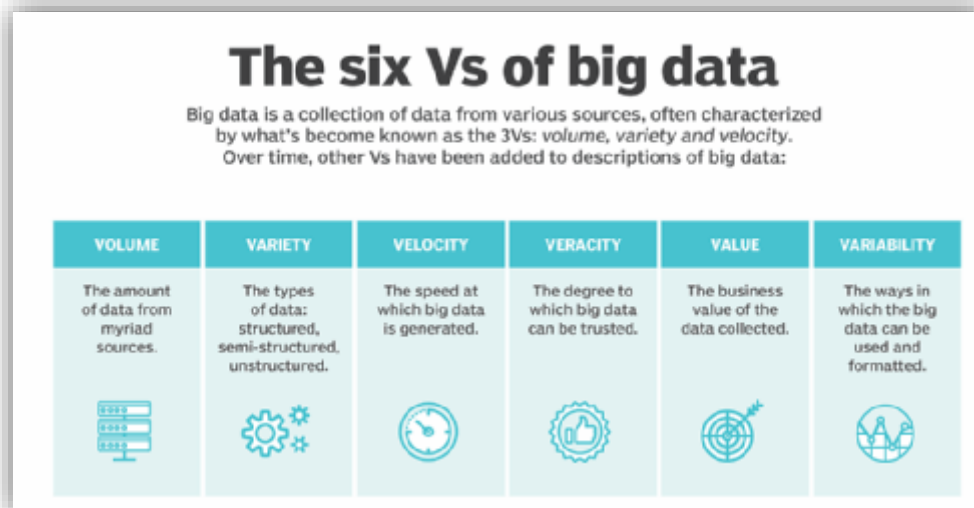 The six Vs of big data
Big data is a collection of data from various sources, often characterized
by what's become known as the 3Vs: volume, variety and velocity.
Over time, other Vs have been added to descriptions of big data:
VOLUME
The amount
of data from
myriad
sources.
VARIETY
The types
of data:
structured,
semi-structured,
unstructured.
VELOCITY
The speed at
which big data
is generated.
VERACITY
The degree to
which big data
can be trusted.
VALUE
The business
value of the
data collected.
VARIABILITY
The ways in
which the big
data can be
used and
formatted.